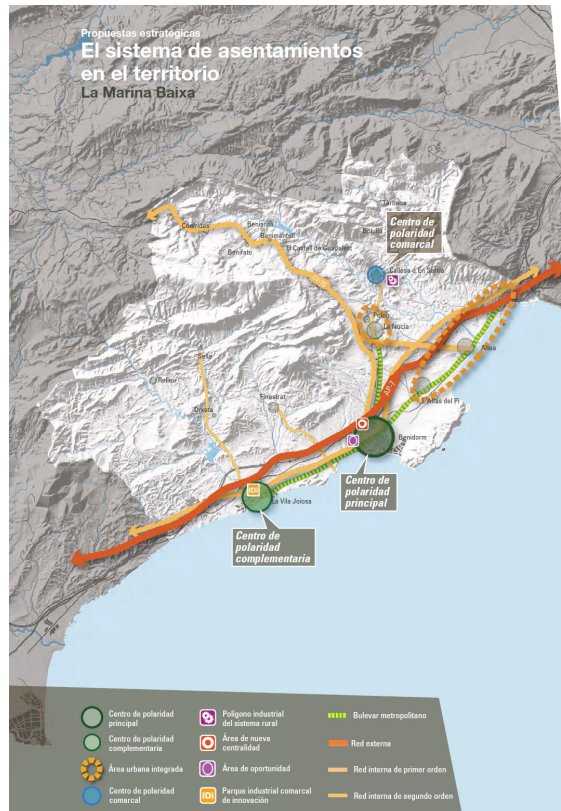 Propuestas estratégicas
El sistema de asentamientos
en el territorio
La Marina Baixa
Tàrbena
Bolulla
Centro de
polaridad
comarcal
Confrides
Beniardà
Benimantell
El Castell de Guadalest
Benifato
Callosa d'En Sarrià
Polop
La Nucía
Altea
Sella
Relleu
Finestrat
Orxeta
L'Alfàs del Pi
AP-7
Benidorm
Centro de
polaridad
principal
IDi
La Vila Joiosa
Centro de
polaridad
complementaria
Centro de polaridad
principal
Centro de polaridad
complementaria
Área urbana integrada
Centro de polaridad
comarcal
Polígono industrial
del sistema rural
Área de nueva
centralidad
Área de oportunidad
IDi
Parque industrial comarcal
de innovación
Bulevar metropolitano
Red externa
Red interna de primer orden
Red interna de segundo orden